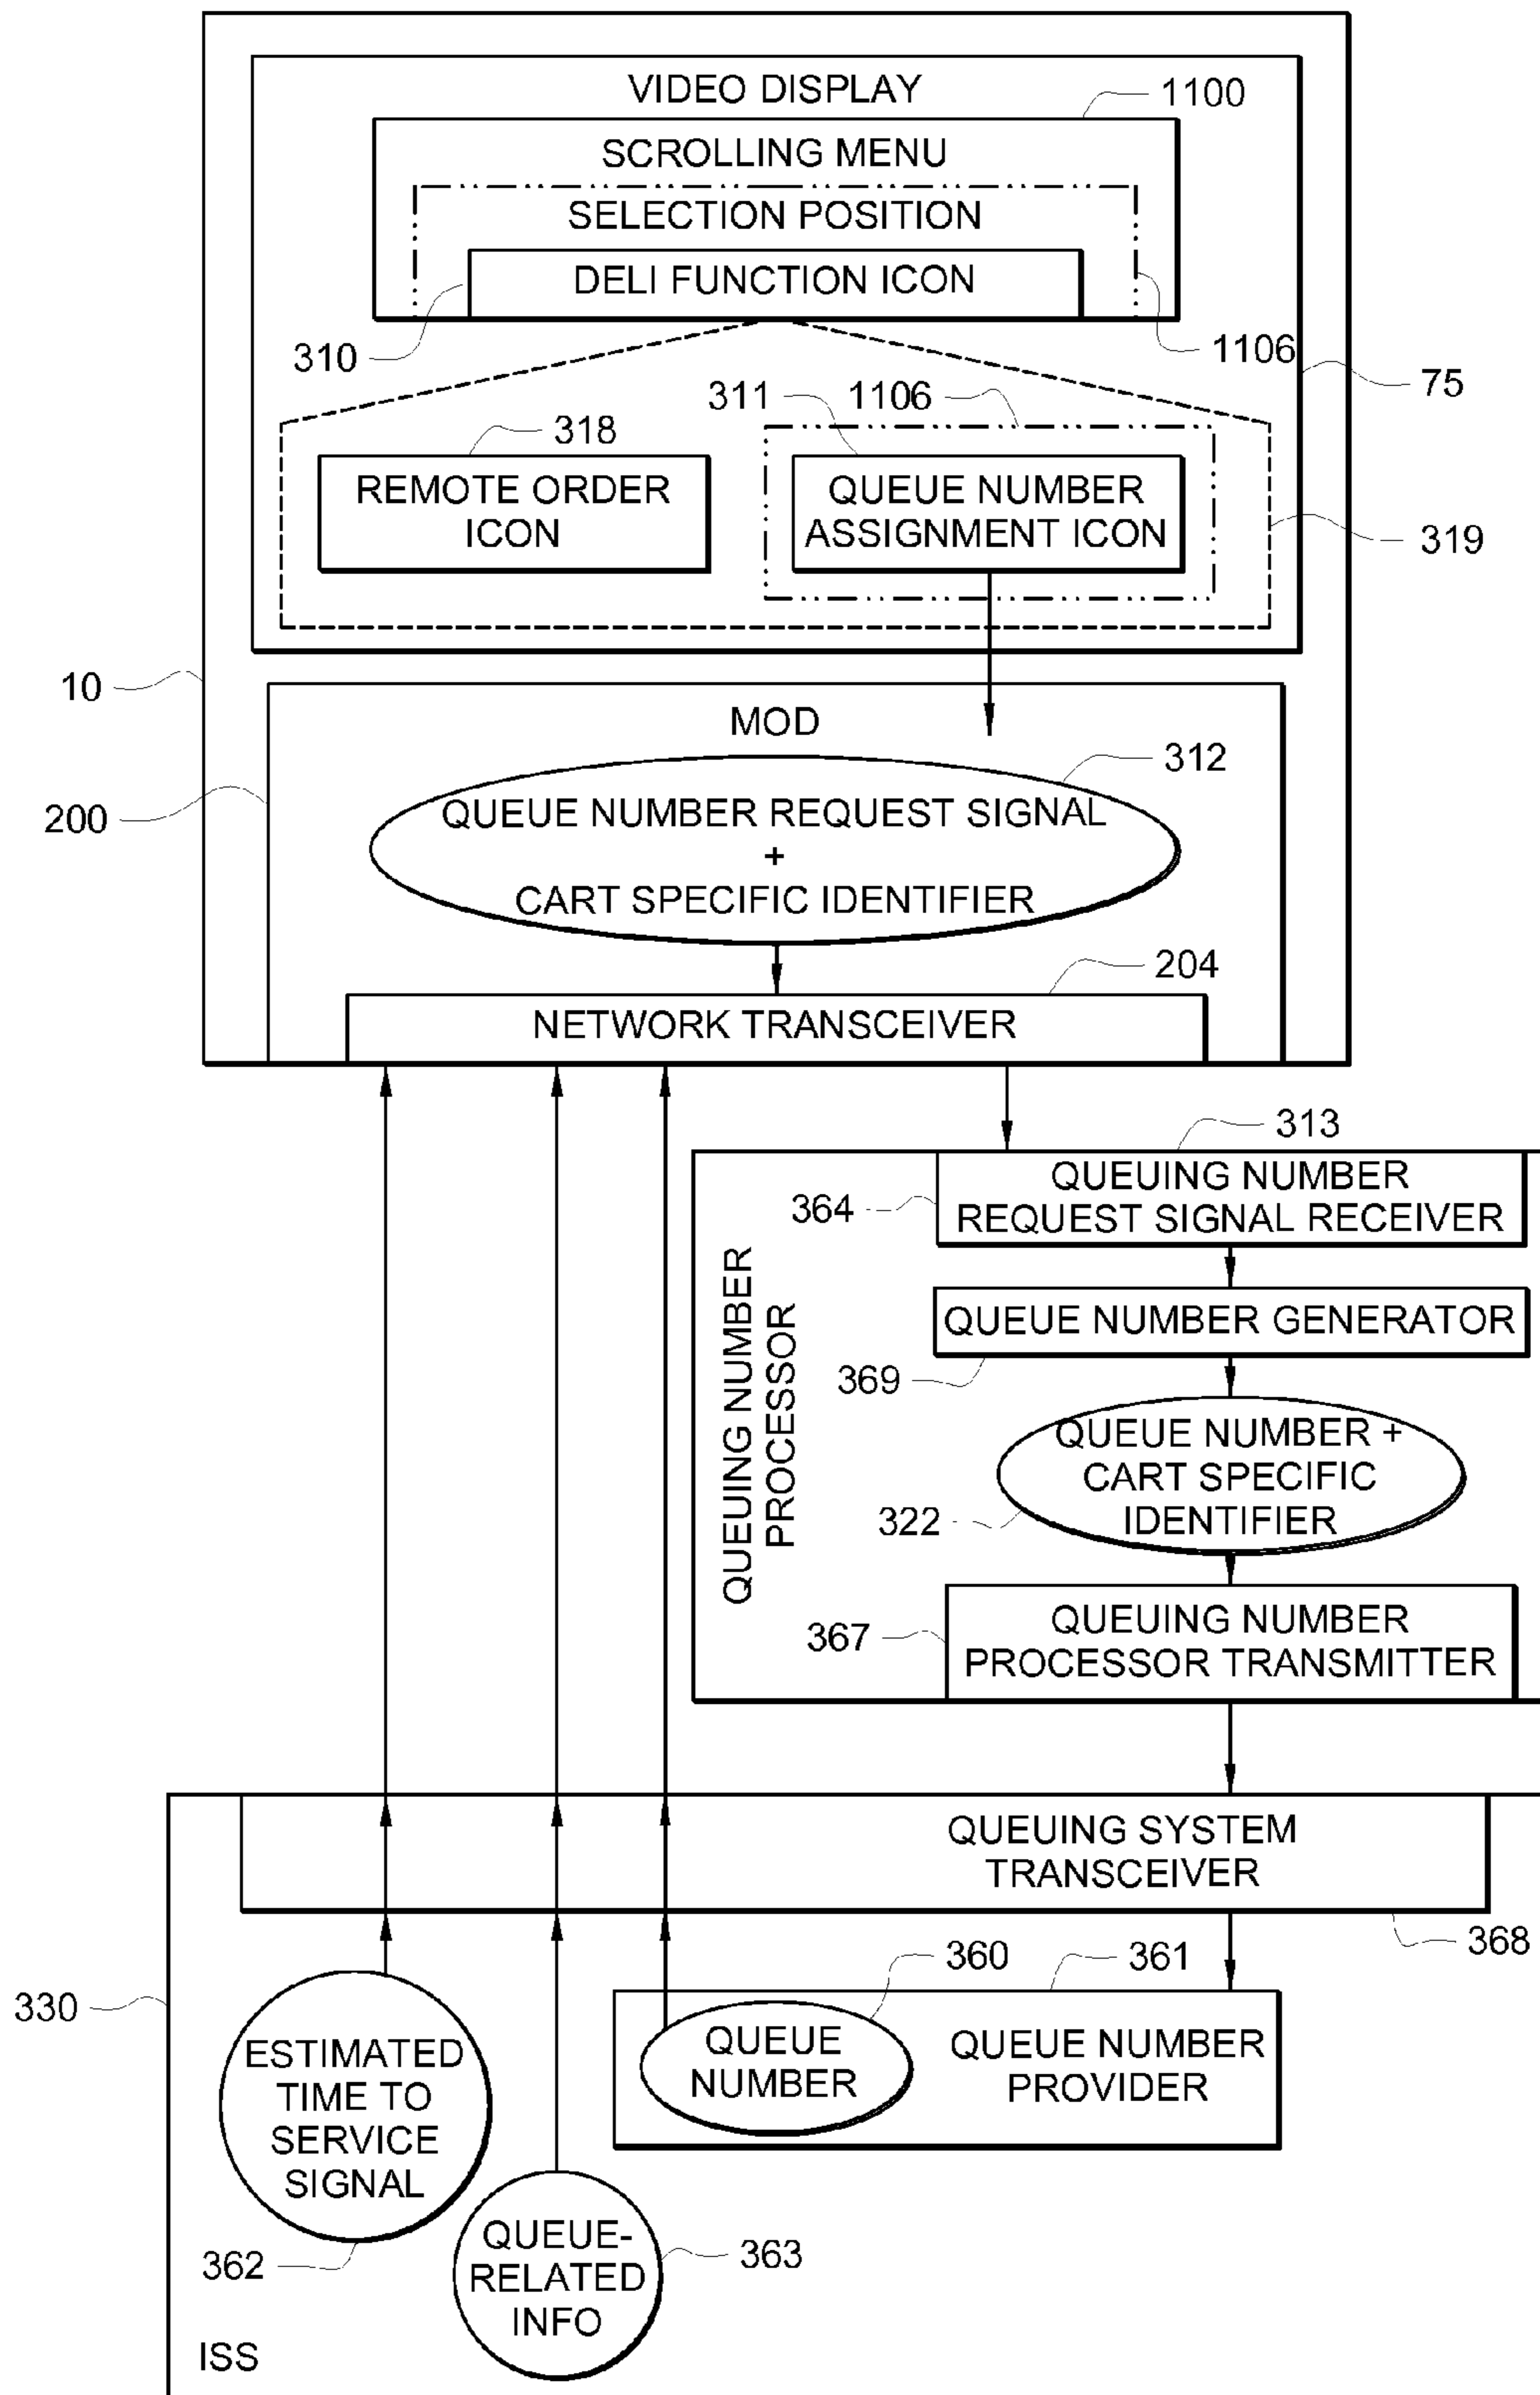 VIDEO DISPLAY
1100
SCROLLING MENU
SELECTION POSITION
DELI FUNCTION ICON
310
1106
75
311
1106
318
REMOTE ORDER
ICON
QUEUE NUMBER
ASSIGNMENT ICON
319
10
MOD
312
200
QUEUE NUMBER REQUEST SIGNAL
+
CART SPECIFIC IDENTIFIER
204
NETWORK TRANSCEIVER
313
364
QUEUING NUMBER
REQUEST SIGNAL RECEIVER
QUEUING NUMBER
PROCESSOR
QUEUE NUMBER GENERATOR
369
QUEUE NUMBER +
CART SPECIFIC
IDENTIFIER
322
367
QUEUING NUMBER
PROCESSOR TRANSMITTER
QUEUING SYSTEM
TRANSCEIVER
368
360
361
330
QUEUE
NUMBER
QUEUE NUMBER
PROVIDER
ESTIMATED
TIME TO
SERVICE
SIGNAL
362
QUEUE-
RELATED
INFO
363
ISS